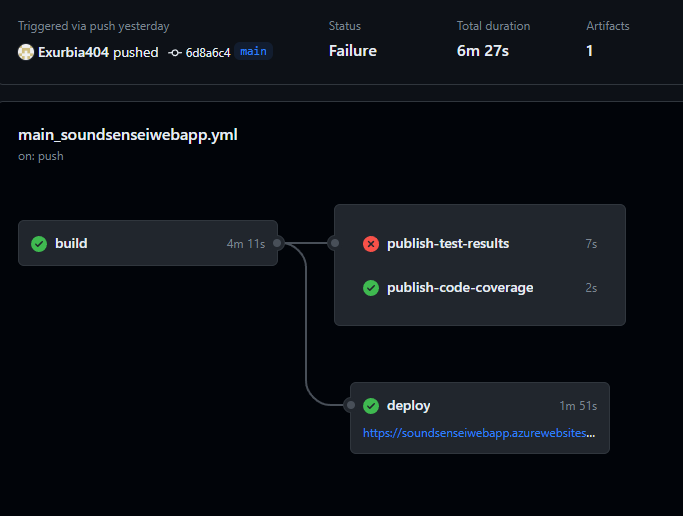 Triggered via push yesterday
Exurbia404 pushed 6d8a6c4 main
Status
Failure
Total duration
6m 27s
Artifacts
1
main_soundsenseiwebapp.yml
on: push
build 4m 11s
publish-test-results 7s
publish-code-coverage 2s
deploy 1m 51s
https://soundsenseiwebapp.azurewebsites...